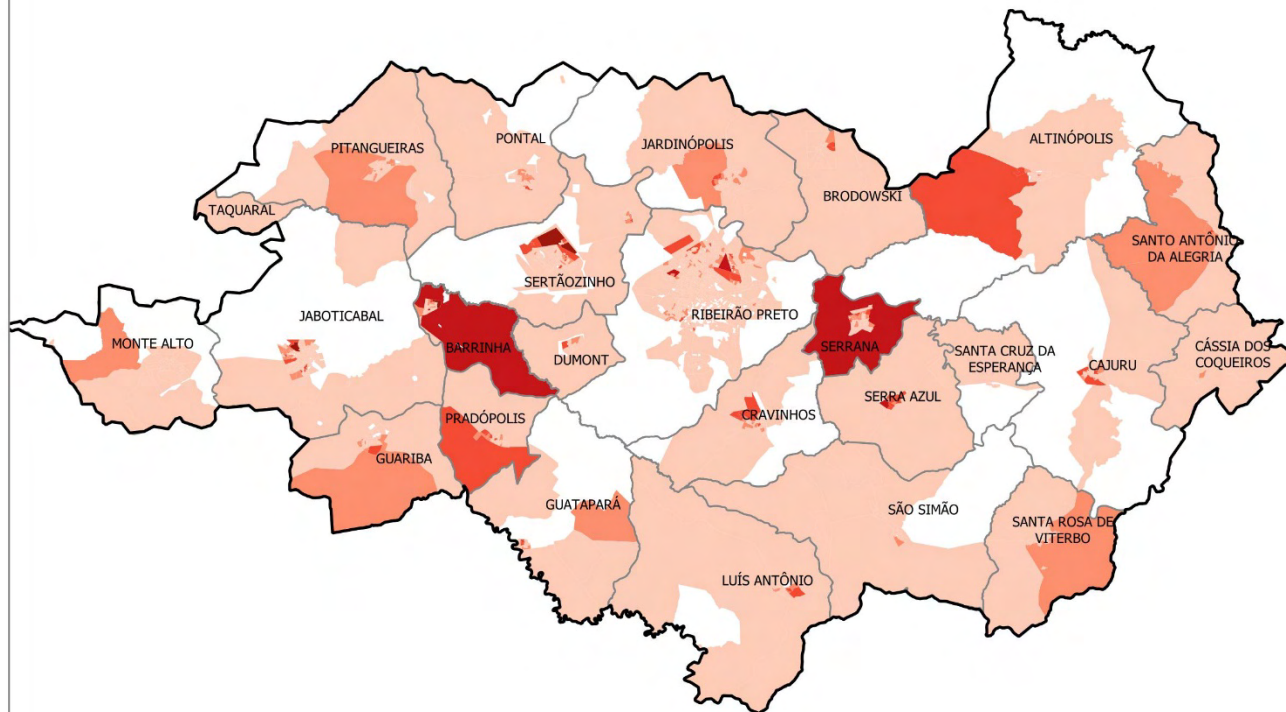 PONTAL
ALTINÓPOLIS
PITANGUEIRAS
JARDINÓPOLIS
BRODOWSKI
TAQUARAL
SANTO ANTÔNIO
DA ALEGRIA
SERTÃOZINHO
JABOTICABAL
RIBEIRÃO PRETO
MONTE ALTO
BARRINHA
SERRANA
SANTA CRUZ DA
ESPERANÇA
CÁSSIA DOS
COQUEIROS
DUMONT
CAJURU
SERRA AZUL
PRADÓPOLIS
CRAVINHOS
GUARIBA
GUATAPARÁ
SÃO SIMÃO
SANTA ROSA DE
VITERBO
LUÍS ANTÔNIO